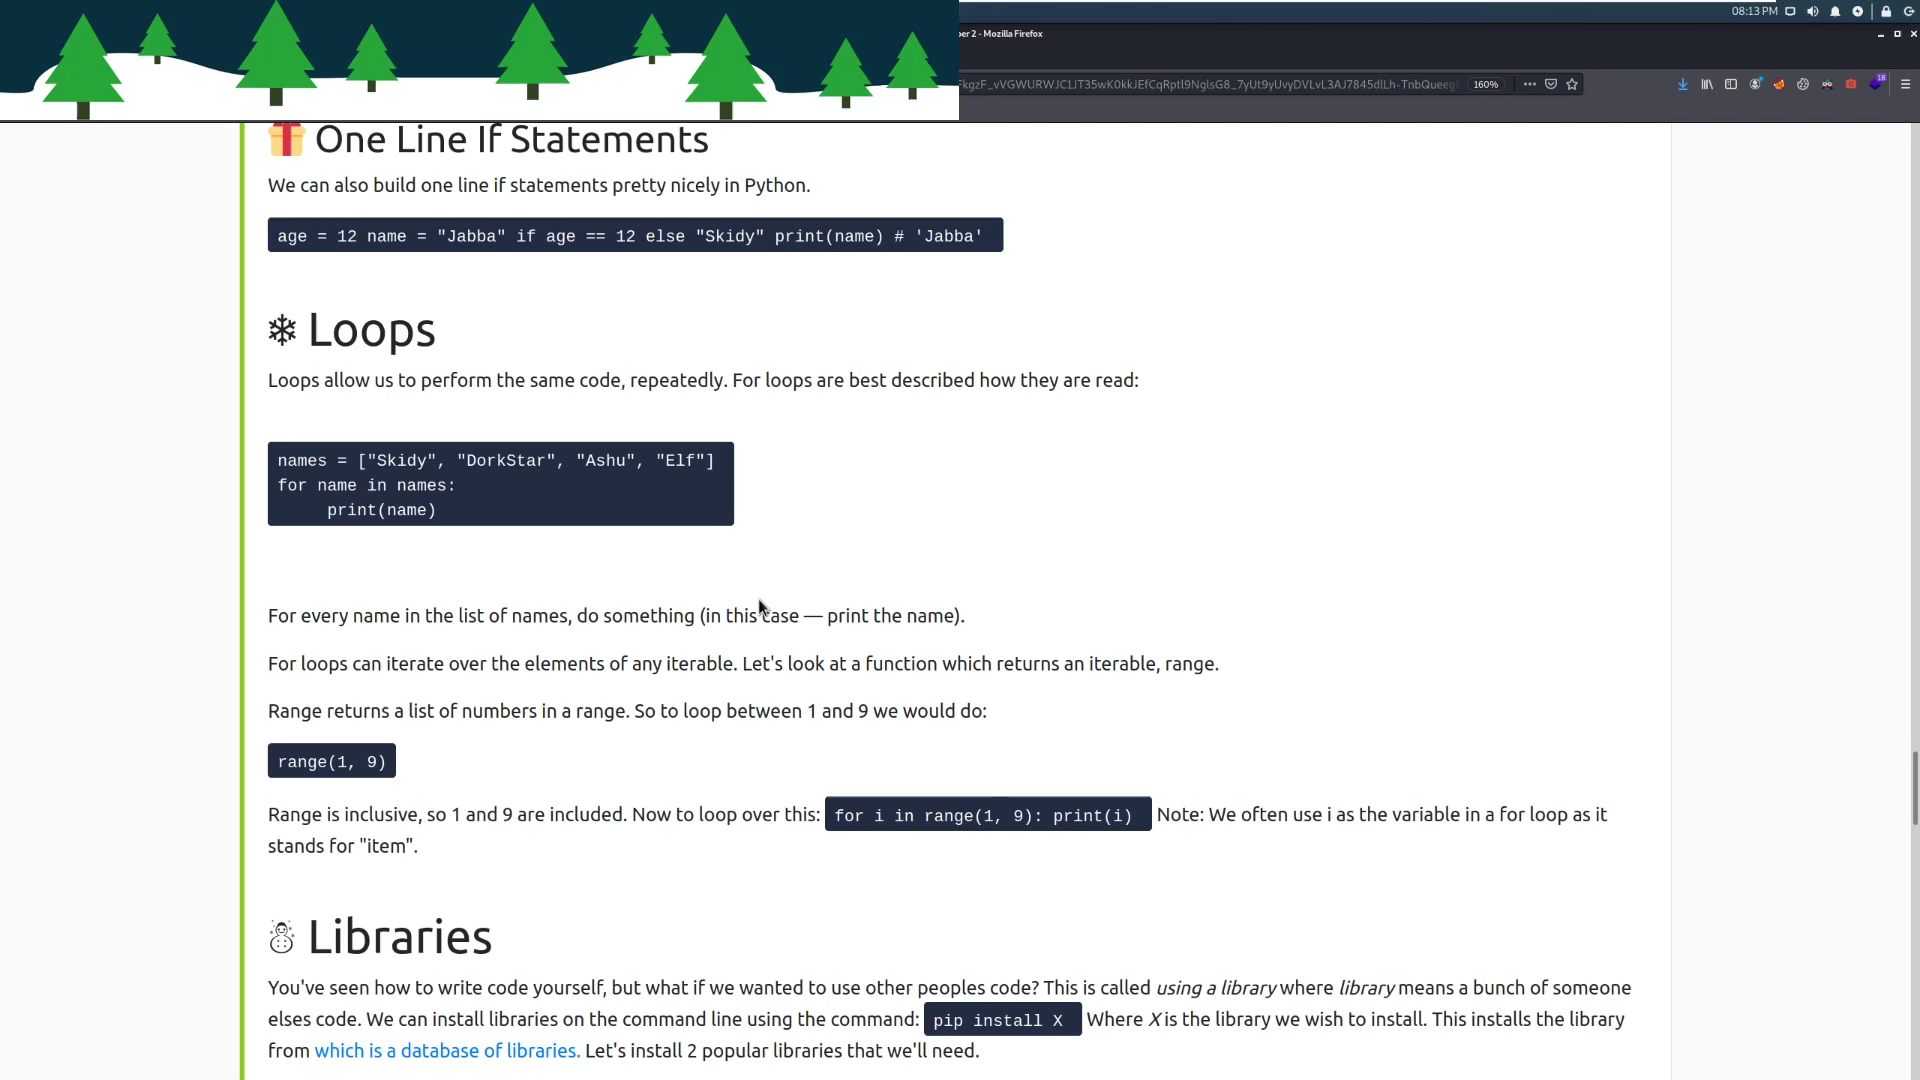 08:13 PM
per 2 - Mozilla Firefox
160%
18
One Line If Statements
We can also build one line if statements pretty nicely in Python.
age = 12 name = "Jabba" if age == 12 else "Skidy" print(name) # 'Jabba'
Loops
Loops allow us to perform the same code, repeatedly. For loops are best described how they are read:
names = ["Skidy", "DorkStar", "Ashu", "Elf"]
for name in names:
print(name)
For every name in the list of names, do something (in this case — print the name).
For loops can iterate over the elements of any iterable. Let's look at a function which returns an iterable, range.
Range returns a list of numbers in a range. So to loop between 1 and 9 we would do:
range(1, 9)
Range is inclusive, so 1 and 9 are included. Now to loop over this: for i in range(1, 9): print(i) Note: We often use i as the variable in a for loop as it
stands for "item".
Libraries
You've seen how to write code yourself, but what if we wanted to use other peoples code? This is called using a library where library means a bunch of someone
elses code. We can install libraries on the command line using the command: pip install X Where X is the library we wish to install. This installs the library
from which is a database of libraries. Let's install 2 popular libraries that we'll need.